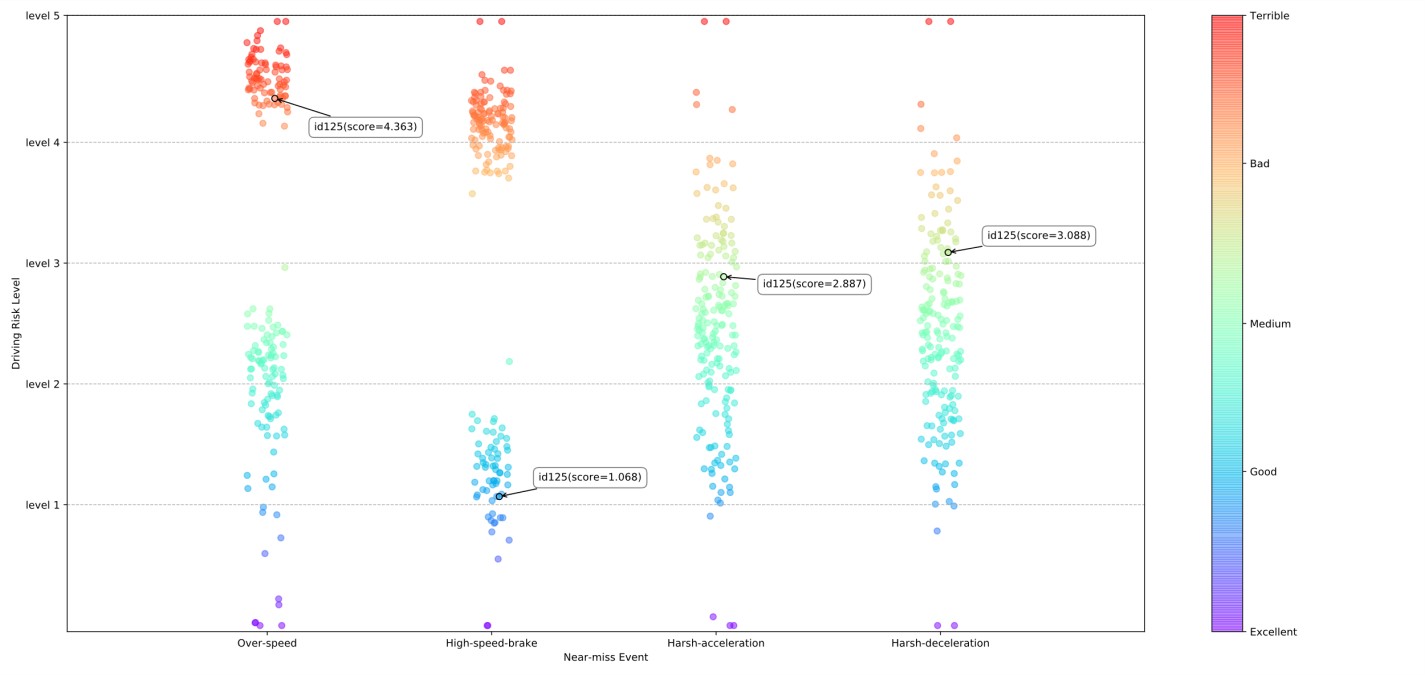 level 5
level 4
level 3
level 2
level 1
Driving Risk Level
id125(score=4.363)
id125(score=1.068)
id125(score=2.887)
id125(score=3.088)
Over-speed
High-speed-brake
Harsh-acceleration
Harsh-deceleration
Near-miss Event
Terrible
Bad
Medium
Good
Excellent